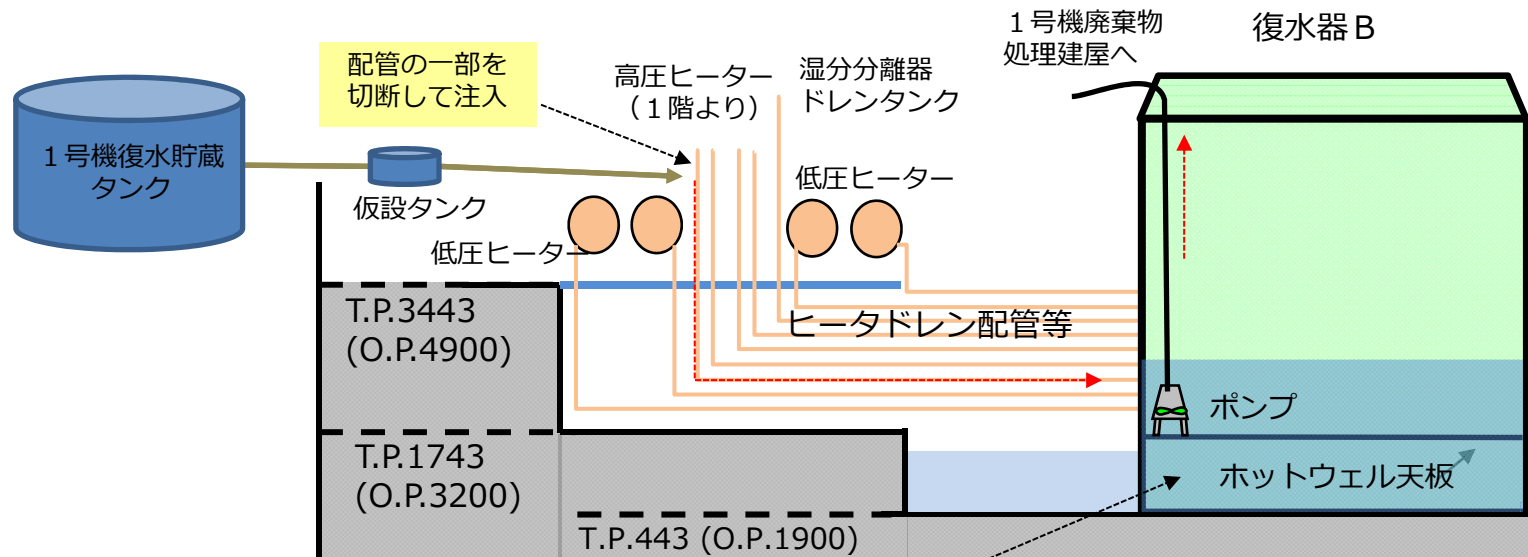 １号機廃棄物
処理建屋へ
復水器Ｂ
配管の一部を
切断して注入
高圧ヒーター
（１階より）
湿分分離器
ドレンタンク
１号機復水貯蔵
タンク
仮設タンク
低圧ヒーター
低圧ヒーター
T.P.3443
(O.P.4900)
ヒータドレン配管等
ポンプ
T.P.1743
(O.P.3200)
ホットウェル天板
T.P.443 (O.P.1900)